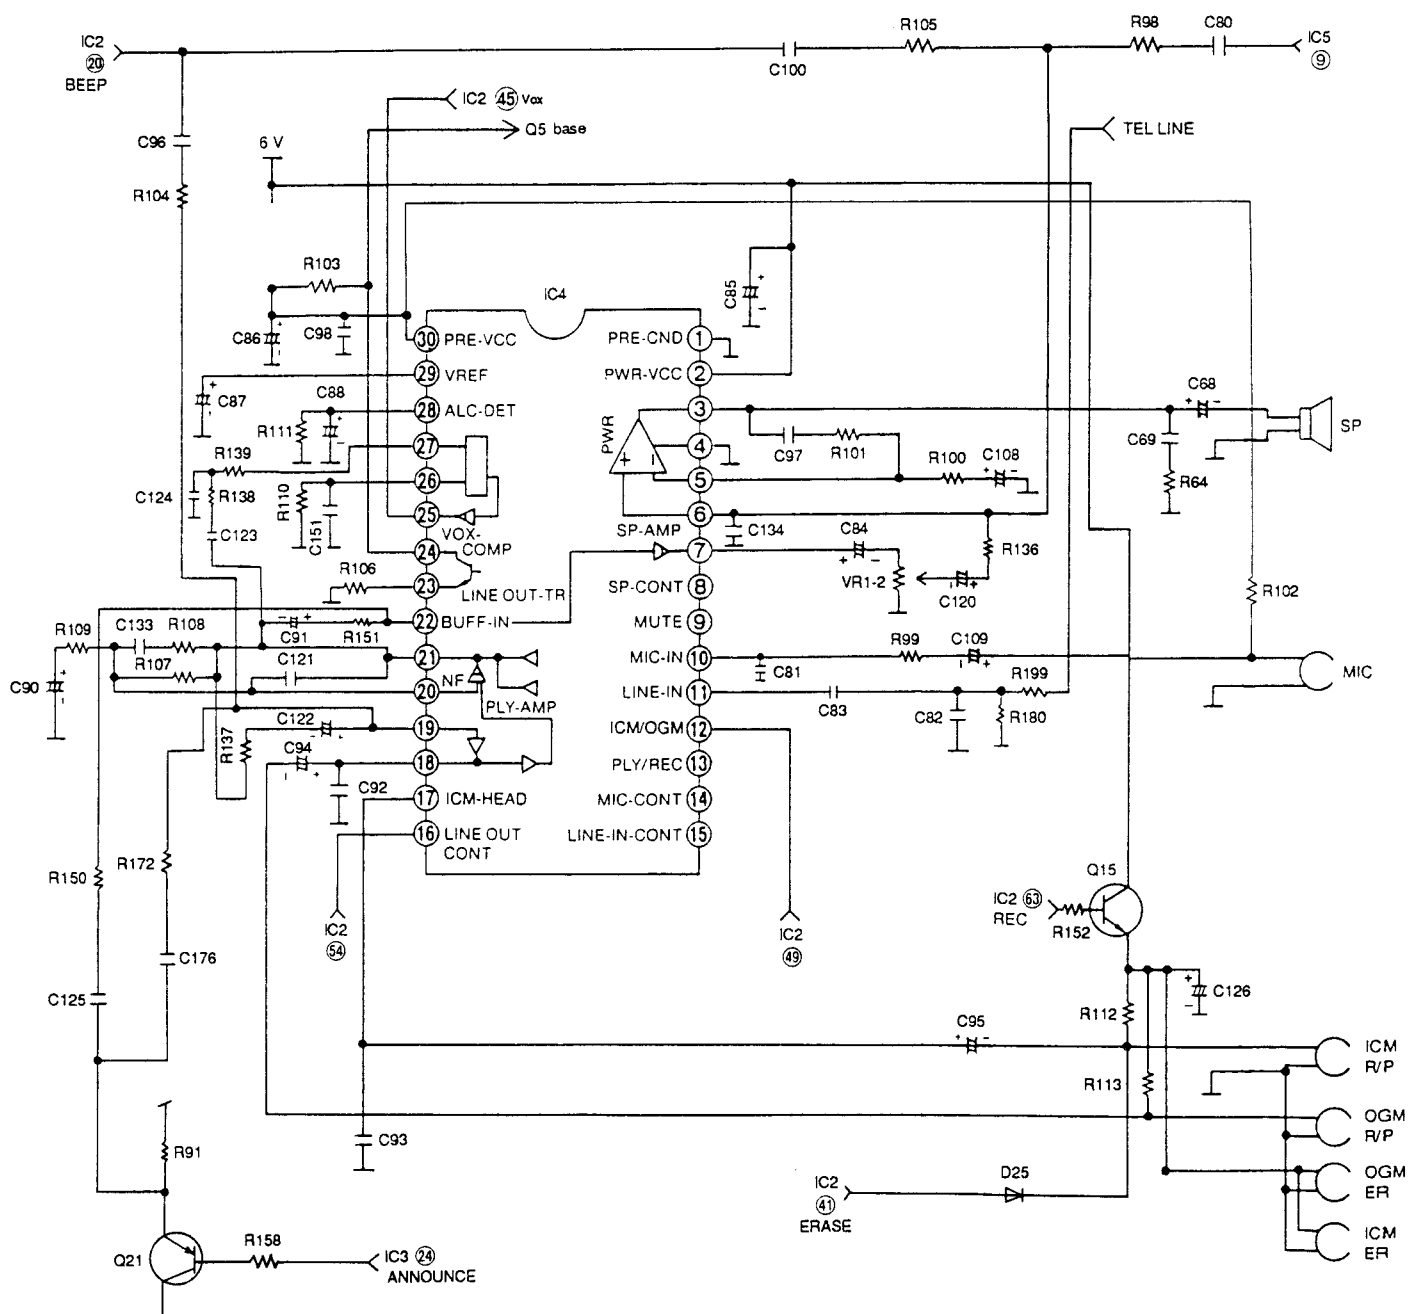 IC2
20
BEEP
C100
R105
R98
C80
IC5
9
IC2 45 Vox
Q5 base
TEL LINE
C96
6 V
R104
R103
IC4
C85
+
-
C86
+
-
C98
30 PRE-VCC
PRE-CND 1
29 VREF
PWR-VCC 2
C87
+
-
C88
+
-
28 ALC-DET
3
C68
+ -
SP
R111
27
PWR
+ -
4
C97
R101
C69
R139
26
5
R100
C108
+ -
R64
C124
R138
R110
C151
25
VOX-
COMP
SP-AMP
6
C134
C123
24
7
C84
+ -
R136
R106
23
LINE OUT-TR
SP-CONT 8
VR1-2
C120
- +
R102
22 BUFF-IN
MUTE 9
C91
- +
R151
R109
C133
R108
21
MIC-IN 10
C81
R99
C109
- +
MIC
R107
C121
20
NF
PLY-AMP
LINE-IN 11
C83
C82
R180
R199
C90
+
-
R137
C122
- +
19
ICM/OGM 12
C94
- +
18
PLY/REC 13
C92
17 ICM-HEAD
MIC-CONT 14
16 LINE OUT
CONT
LINE-IN-CONT 15
R150
R172
IC2
54
IC2
49
Q15
IC2 63
REC
R152
C125
C176
C126
+
-
R112
C95
+ -
R113
ICM
R/P
OGM
R/P
OGM
ER
ICM
ER
R91
C93
D25
IC2
41
ERASE
Q21
R158
IC3 24
ANNOUNCE